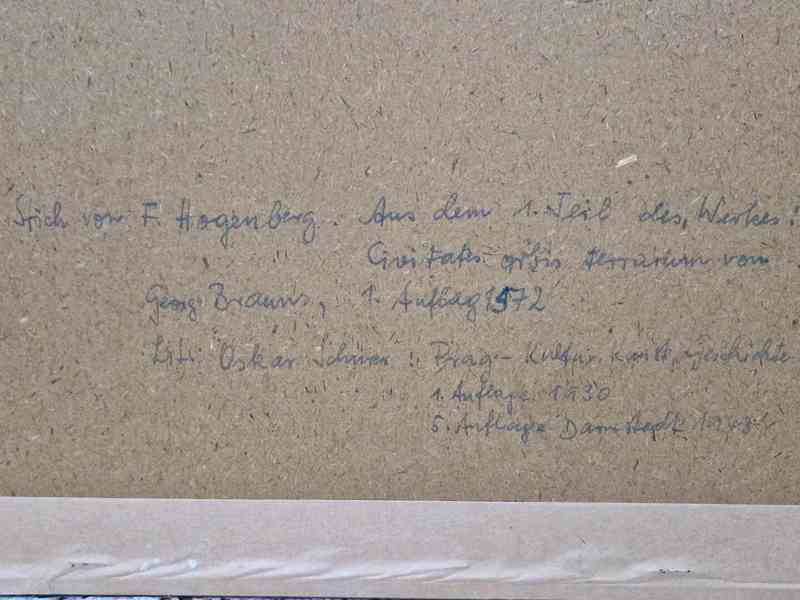 Stich von F. Hogenberg. Aus dem 1. Teil des Werkes:
Civitates orbis terrarum von
Georg Brauns, 1. Auflag 1572
Lit: Oskar Schürer: Prag - Kultur, Kunst, Geschichte
1. Auflage 1930
5. Auflage Darmstadt